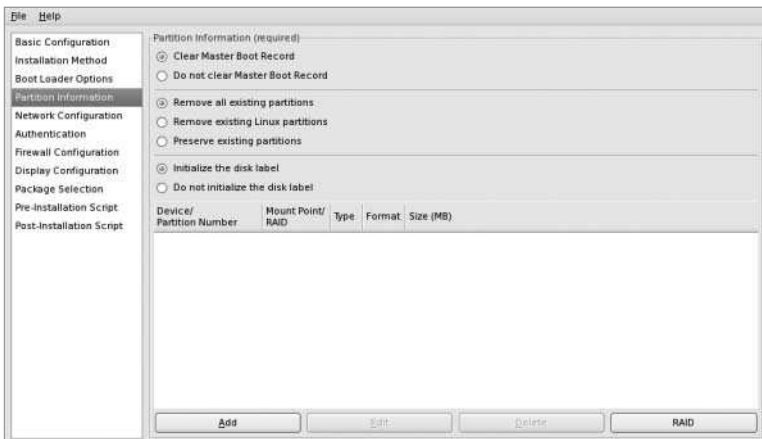 File Help
Basic Configuration
Installation Method
Boot Loader Options
Partition Information
Network Configuration
Authentication
Firewall Configuration
Display Configuration
Package Selection
Pre-Installation Script
Post-Installation Script
Partition Information (required)
Clear Master Boot Record
Do not clear Master Boot Record
Remove all existing partitions
Remove existing Linux partitions
Preserve existing partitions
Initialize the disk label
Do not initialize the disk label
Device/
Partition Number
Mount Point/
RAID
Type
Format
Size (MB)
Add
Edit
Delete
RAID